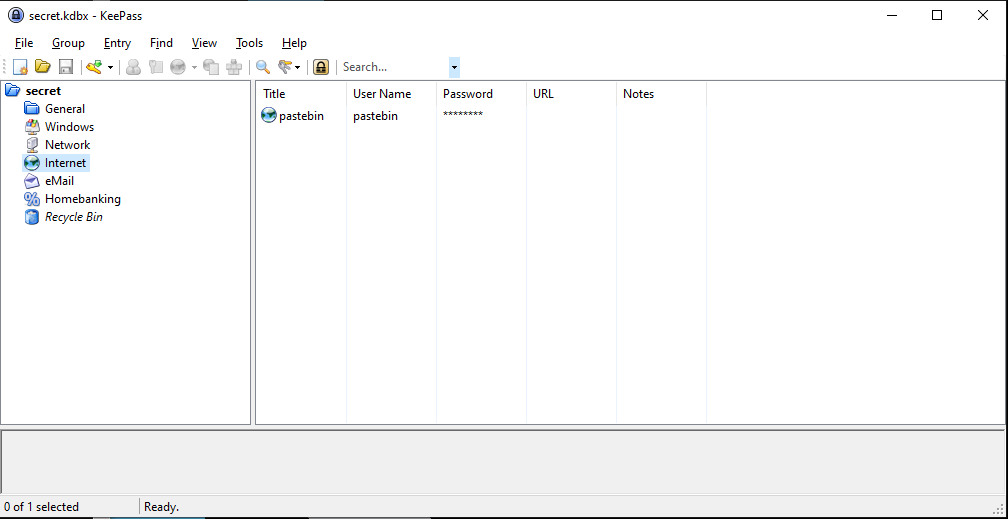 secret.kdbx - KeePass
File Group Entry Find View Tools Help
Search...
secret
General
Windows
Network
Internet
eMail
Homebanking
Recycle Bin
Title User Name Password URL Notes
pastebin pastebin ********
0 of 1 selected Ready.